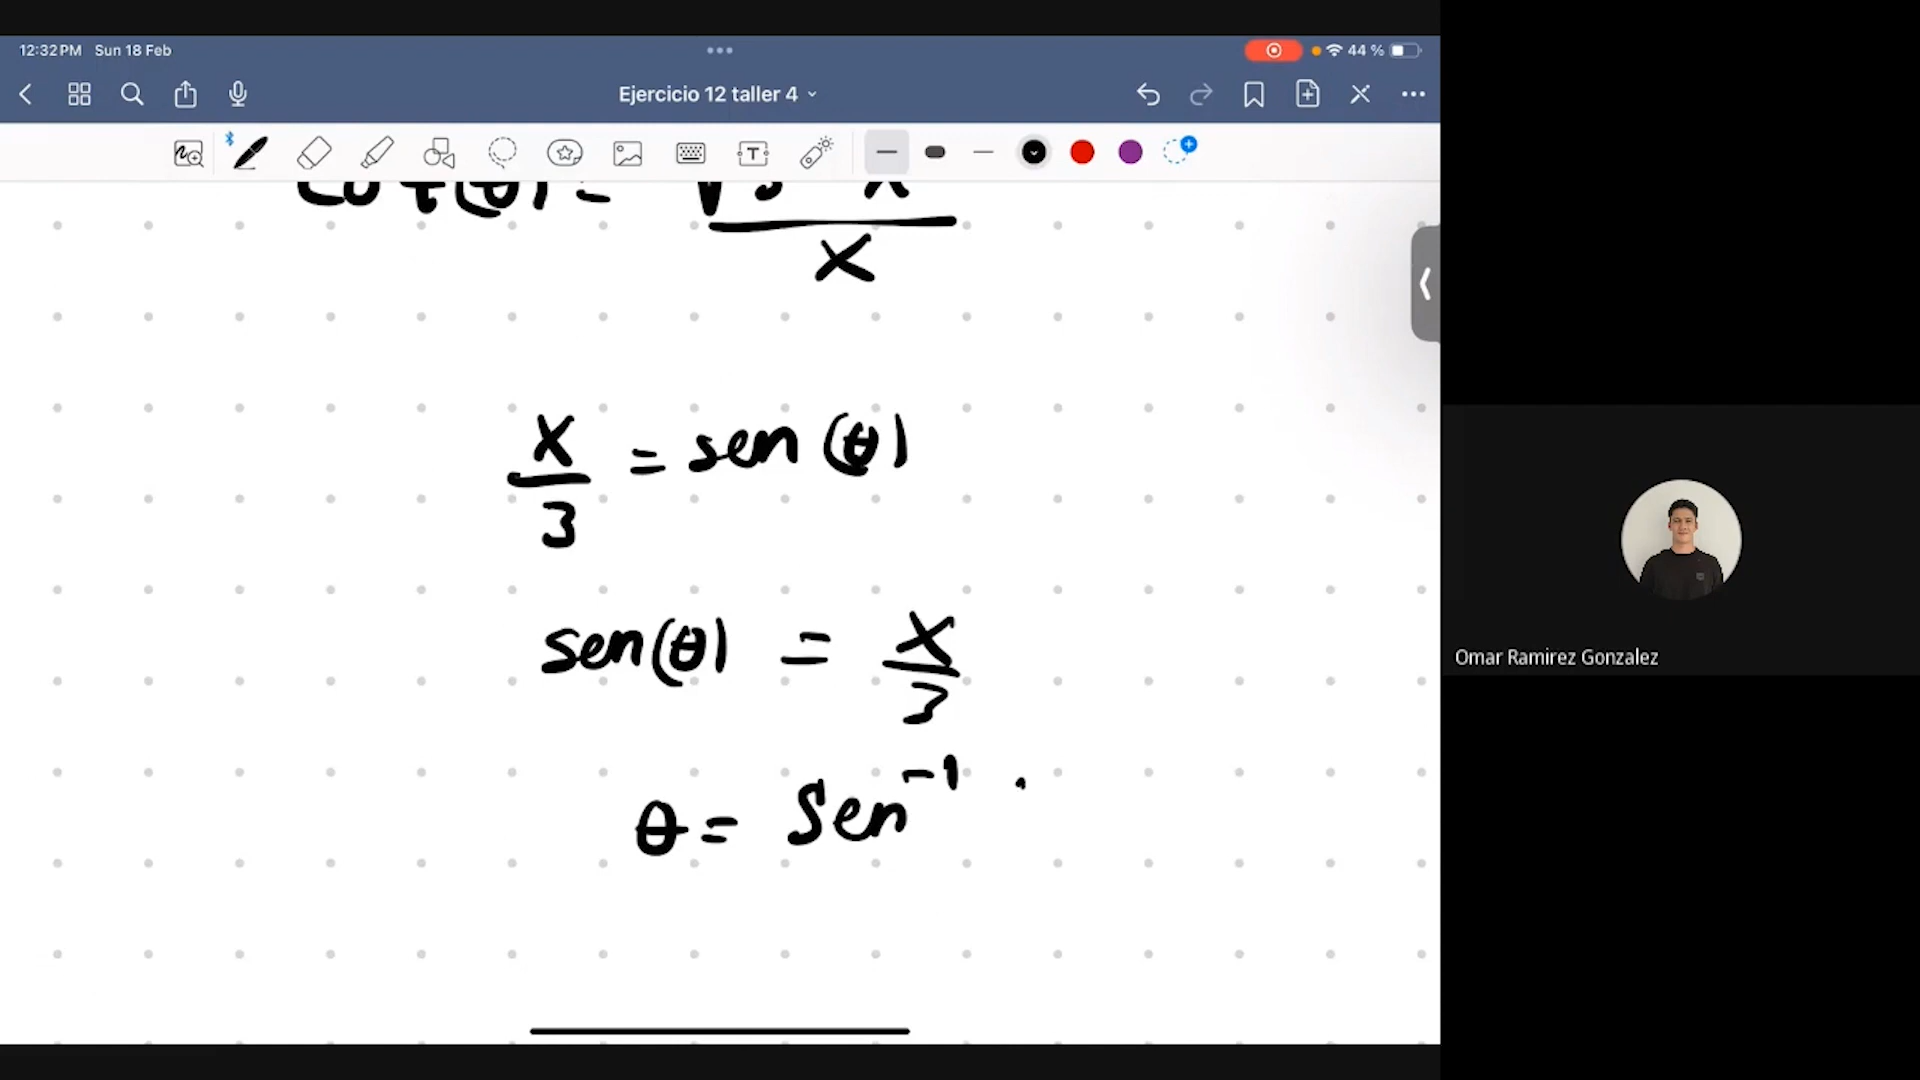 12:32 PM Sun 18 Feb
44 %
Ejercicio 12 taller 4
T
cot(θ) =
x
x/3 = sen(θ)
sen(θ) = x/3
θ = Sen⁻¹
Omar Ramirez Gonzalez